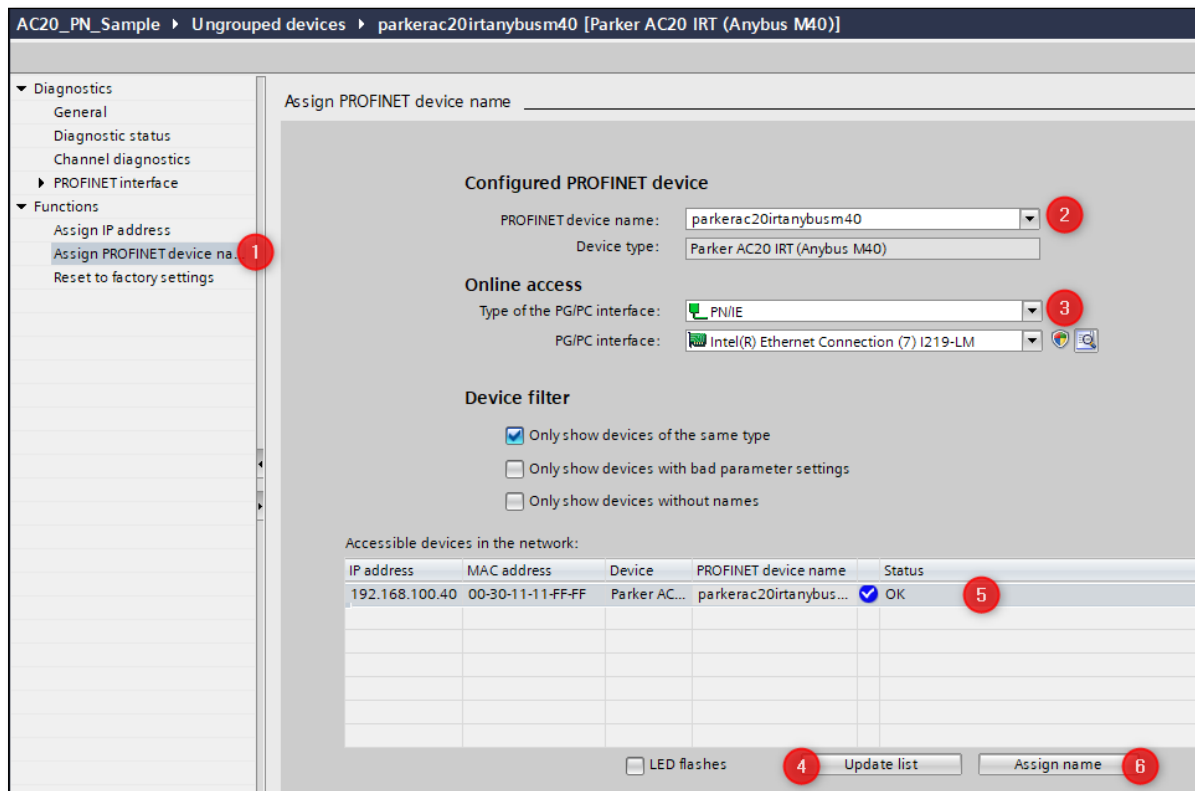 AC20_PN_Sample ▸ Ungrouped devices ▸ parkerac20irtanybusm40 [Parker AC20 IRT (Anybus M40)]
Diagnostics
General
Diagnostic status
Channel diagnostics
PROFINET interface
Functions
Assign IP address
Assign PROFINET device na... 1
Reset to factory settings
Assign PROFINET device name
Configured PROFINET device
PROFINET device name: parkerac20irtanybusm40 2
Device type: Parker AC20 IRT (Anybus M40)
Online access
Type of the PG/PC interface: PN/IE 3
PG/PC interface: Intel(R) Ethernet Connection (7) I219-LM
Device filter
Only show devices of the same type
Only show devices with bad parameter settings
Only show devices without names
Accessible devices in the network:
IP address MAC address Device PROFINET device name Status
192.168.100.40 00-30-11-11-FF-FF Parker AC... parkerac20irtanybus... OK 5
LED flashes 4 Update list Assign name 6